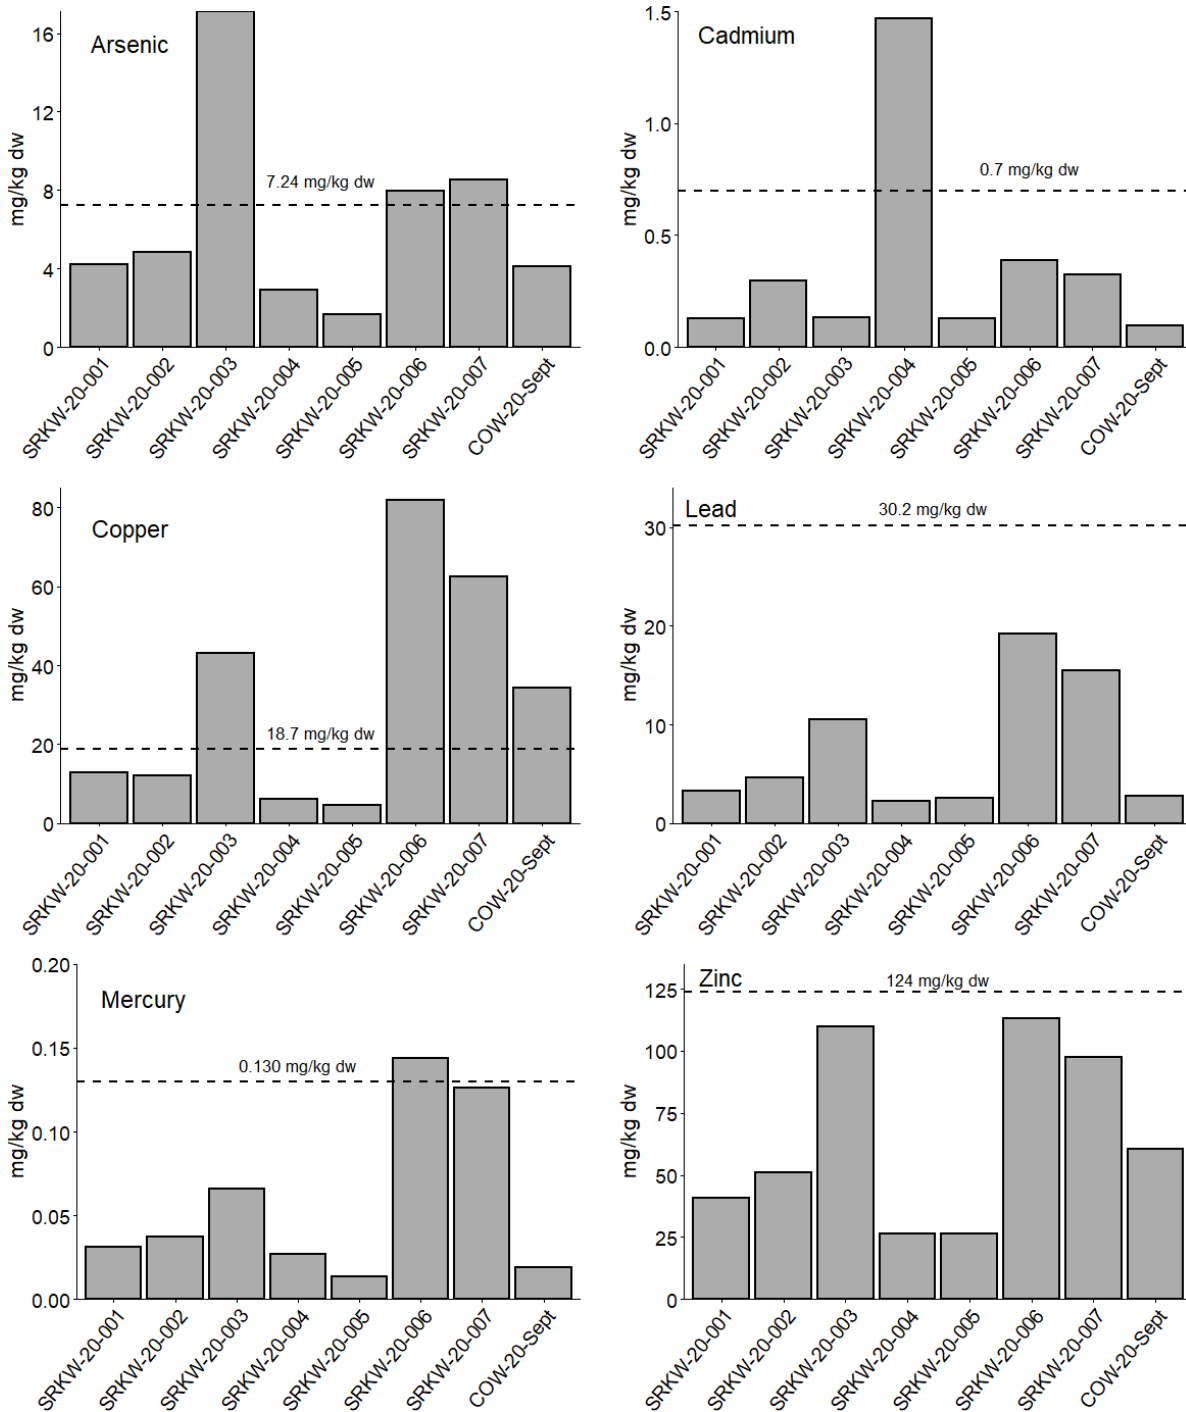 Arsenic
mg/kg dw
16
12
8
4
0
7.24 mg/kg dw
SRKW-20-001
SRKW-20-002
SRKW-20-003
SRKW-20-004
SRKW-20-005
SRKW-20-006
SRKW-20-007
COW-20-Sept
Cadmium
mg/kg dw
1.5
1.0
0.5
0.0
0.7 mg/kg dw
SRKW-20-001
SRKW-20-002
SRKW-20-003
SRKW-20-004
SRKW-20-005
SRKW-20-006
SRKW-20-007
COW-20-Sept
Copper
mg/kg dw
80
60
40
20
0
18.7 mg/kg dw
SRKW-20-001
SRKW-20-002
SRKW-20-003
SRKW-20-004
SRKW-20-005
SRKW-20-006
SRKW-20-007
COW-20-Sept
Lead
mg/kg dw
30
20
10
0
30.2 mg/kg dw
SRKW-20-001
SRKW-20-002
SRKW-20-003
SRKW-20-004
SRKW-20-005
SRKW-20-006
SRKW-20-007
COW-20-Sept
Mercury
mg/kg dw
0.20
0.15
0.10
0.05
0.00
0.130 mg/kg dw
SRKW-20-001
SRKW-20-002
SRKW-20-003
SRKW-20-004
SRKW-20-005
SRKW-20-006
SRKW-20-007
COW-20-Sept
Zinc
mg/kg dw
125
100
75
50
25
0
124 mg/kg dw
SRKW-20-001
SRKW-20-002
SRKW-20-003
SRKW-20-004
SRKW-20-005
SRKW-20-006
SRKW-20-007
COW-20-Sept